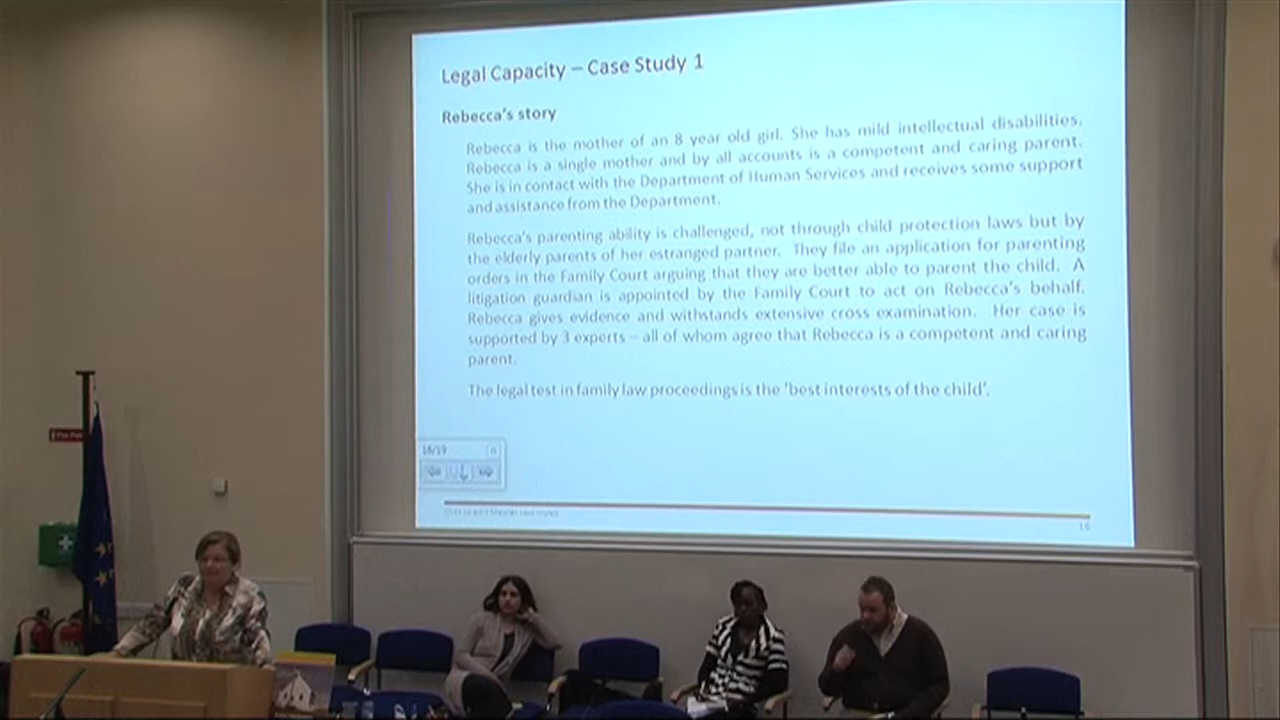 Legal Capacity – Case Study 1
Rebecca's story
Rebecca is the mother of an 8 year old girl. She has mild intellectual disabilities.
Rebecca is a single mother and by all accounts is a competent and caring parent.
She is in contact with the Department of Human Services and receives some support
and assistance from the Department.
Rebecca's parenting ability is challenged, not through child protection laws but by
the elderly parents of her estranged partner. They file an application for parenting
orders in the Family Court arguing that they are better able to parent the child. A
litigation guardian is appointed by the Family Court to act on Rebecca's behalf.
Rebecca gives evidence and withstands extensive cross examination. Her case is
supported by 3 experts – all of whom agree that Rebecca is a competent and caring
parent.
The legal test in family law proceedings is the 'best interests of the child'.
16/19
16